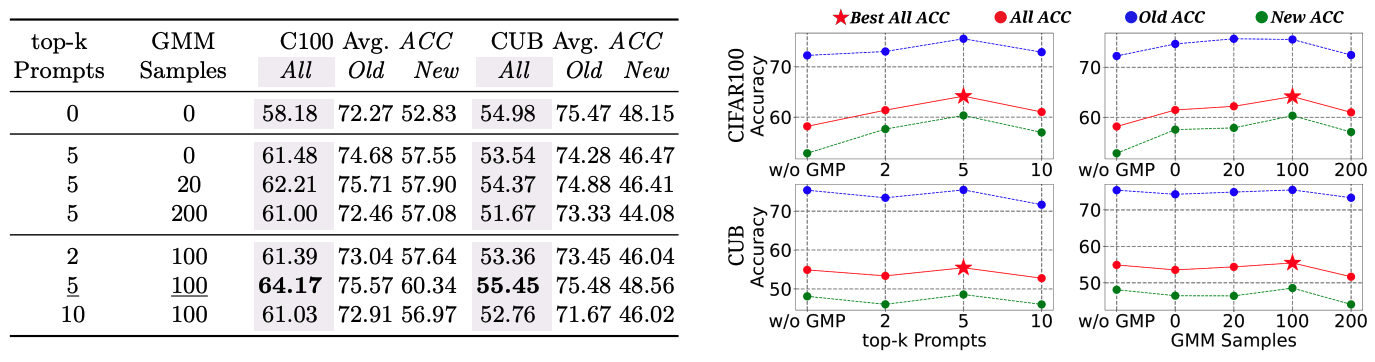 top-k GMM C100 Avg. ACC CUB Avg. ACC
Prompts Samples All Old New All Old New
0 0 58.18 72.27 52.83 54.98 75.47 48.15
5 0 61.48 74.68 57.55 53.54 74.28 46.47
5 20 62.21 75.71 57.90 54.37 74.88 46.41
5 200 61.00 72.46 57.08 51.67 73.33 44.08
2 100 61.39 73.04 57.64 53.36 73.45 46.04
5 100 64.17 75.57 60.34 55.45 75.48 48.56
10 100 61.03 72.91 56.97 52.76 71.67 46.02
Best All ACC All ACC Old ACC New ACC
CIFAR100
Accuracy
70
60
w/o GMP 2 5 10
70
60
w/o GMP 0 20 100 200
CUB
Accuracy
70
60
50
w/o GMP 2 5 10
top-k Prompts
70
60
50
w/o GMP 0 20 100 200
GMM Samples